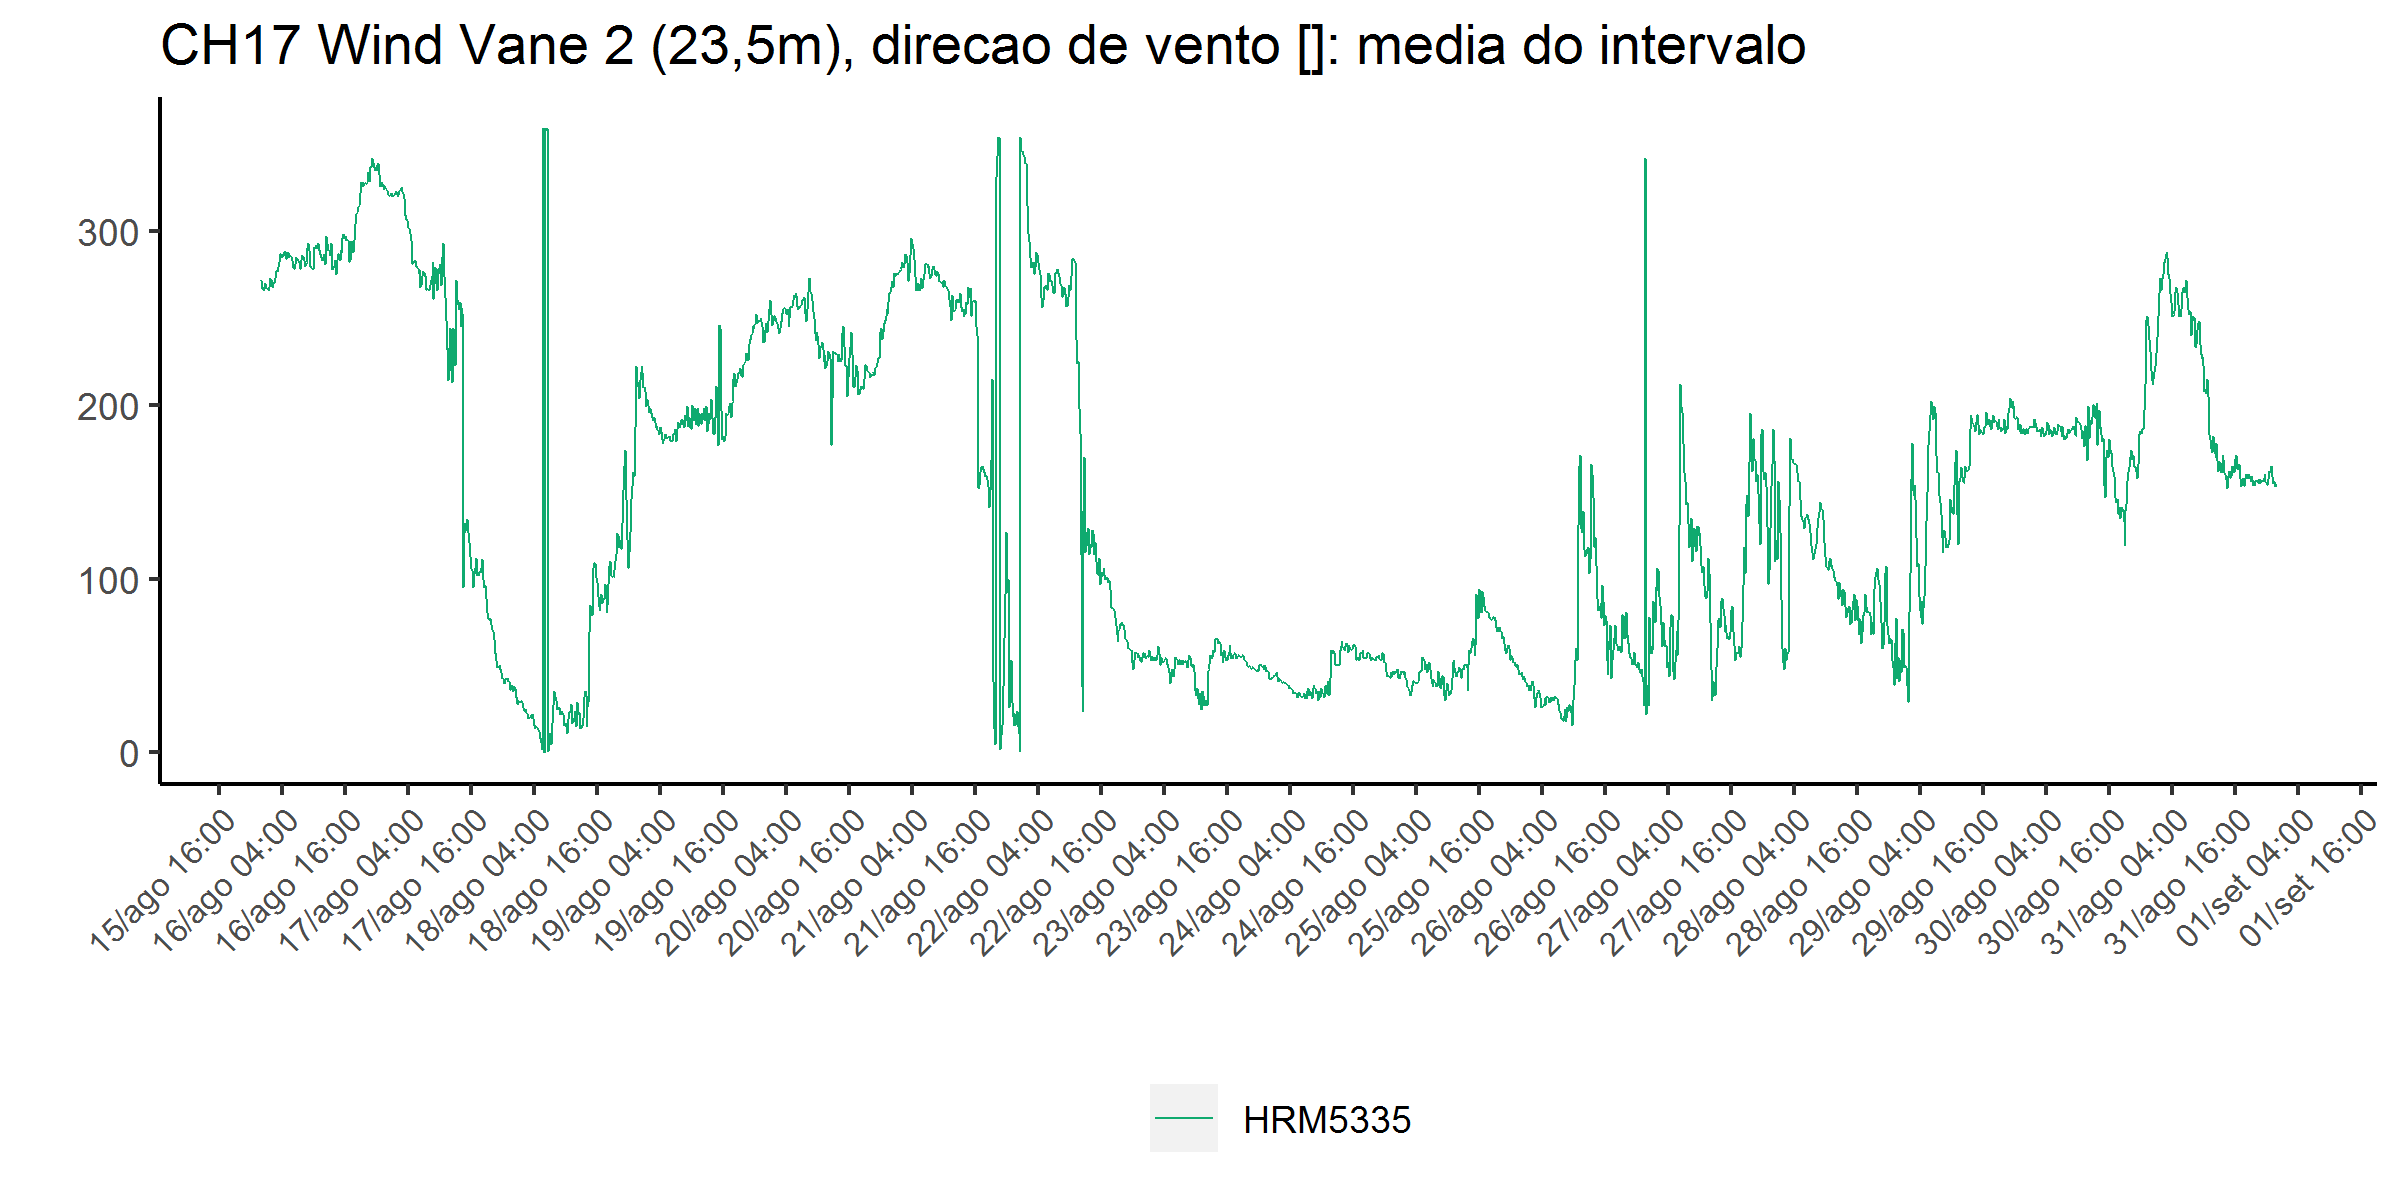 CH17 Wind Vane 2 (23,5m), direcao de vento []: media do intervalo
300
200
100
0
15/ago 16:00
16/ago 04:00
16/ago 16:00
17/ago 04:00
17/ago 16:00
18/ago 04:00
18/ago 16:00
19/ago 04:00
19/ago 16:00
20/ago 04:00
20/ago 16:00
21/ago 04:00
21/ago 16:00
22/ago 04:00
22/ago 16:00
23/ago 04:00
23/ago 16:00
24/ago 04:00
24/ago 16:00
25/ago 04:00
25/ago 16:00
26/ago 04:00
26/ago 16:00
27/ago 04:00
27/ago 16:00
28/ago 04:00
28/ago 16:00
29/ago 04:00
29/ago 16:00
30/ago 04:00
30/ago 16:00
31/ago 04:00
31/ago 16:00
01/set 04:00
01/set 16:00
HRM5335